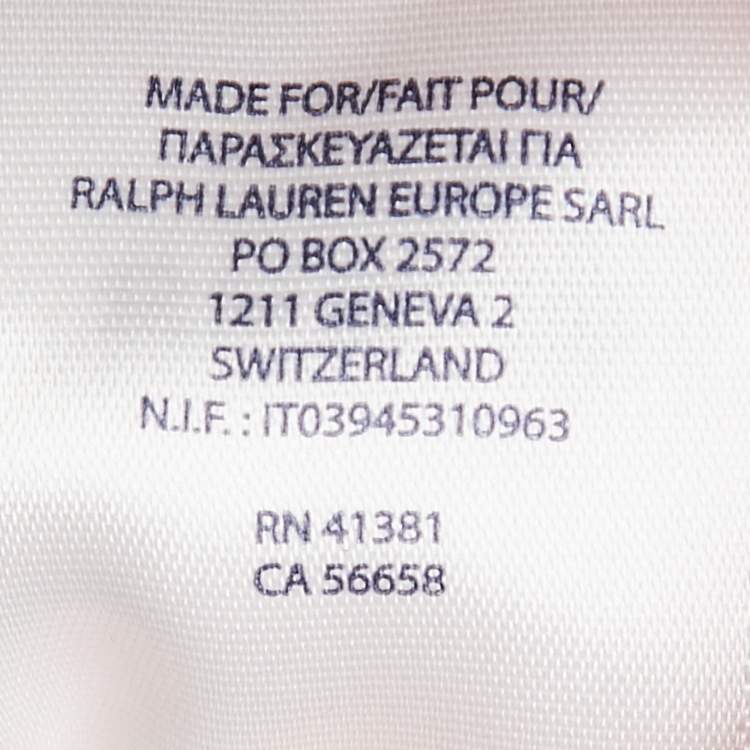 MADE FOR/FAIT POUR/
ΠΑΡΑΣΚΕΥΑΖΕΤΑΙ ΓΙΑ
RALPH LAUREN EUROPE SARL
PO BOX 2572
1211 GENEVA 2
SWITZERLAND
N.I.F. : IT03945310963
RN 41381
CA 56658